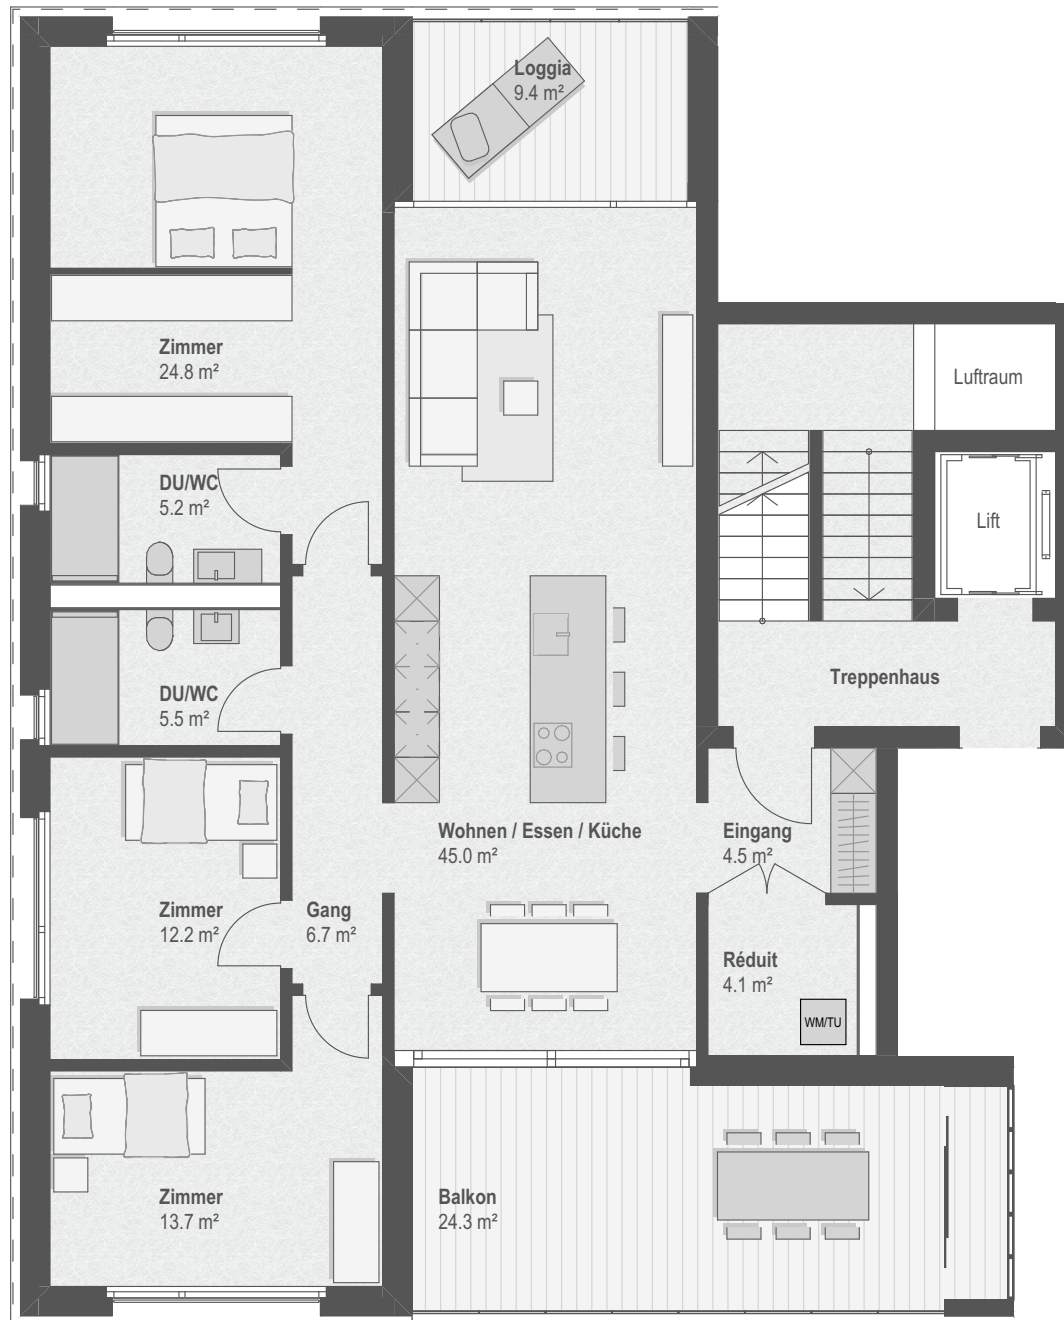 Loggia
9.4 m²
Zimmer
24.8 m²
Luftraum
DU/WC
5.2 m²
Lift
DU/WC
5.5 m²
Treppenhaus
Wohnen / Essen / Küche
45.0 m²
Eingang
4.5 m²
Zimmer
12.2 m²
Gang
6.7 m²
Réduit
4.1 m²
WM/TU
Zimmer
13.7 m²
Balkon
24.3 m²